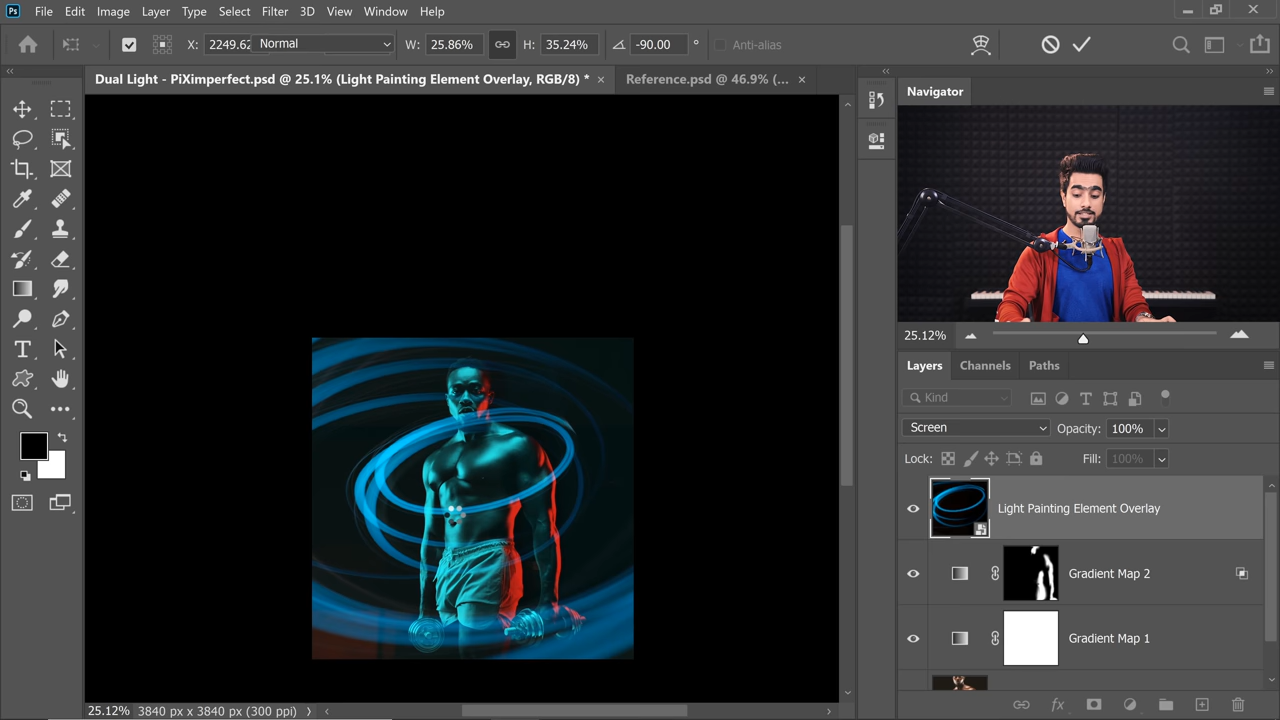 Ps File Edit Image Layer Type Select Filter 3D View Window Help
X: 2249.62 Normal W: 25.86% H: 35.24% -90.00 ° Anti-alias
Dual Light - PiXimperfect.psd @ 25.1% (Light Painting Element Overlay, RGB/8) * × Reference.psd @ 46.9% (... ×
Navigator
25.12%
Layers Channels Paths
Kind
Screen Opacity: 100%
Lock: Fill: 100%
Light Painting Element Overlay
Gradient Map 2
Gradient Map 1
fx
25.12% 3840 px x 3840 px (300 ppi)